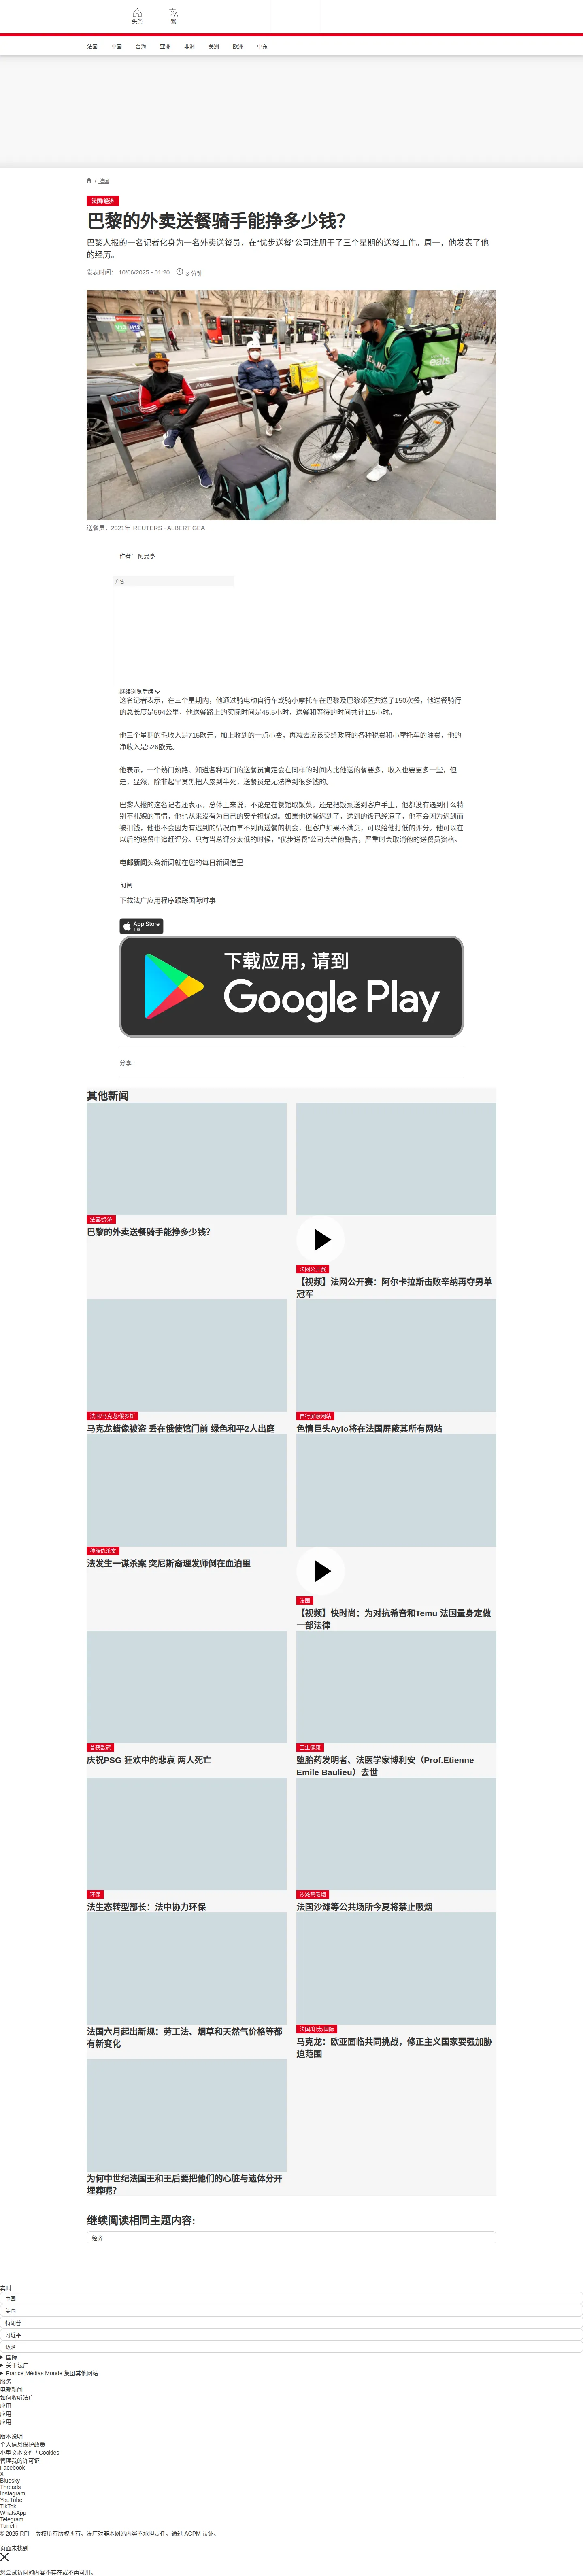 头条
繁
法国
中国
台海
亚洲
非洲
美洲
欧洲
中东
/ 法国
法国/经济
巴黎的外卖送餐骑手能挣多少钱?
巴黎人报的一名记者化身为一名外卖送餐员，在“优步送餐”公司注册干了三个星期的送餐工作。周一，他发表了他
的经历。
发表时间： 10/06/2025 - 01:20
3 分钟
eats
送餐员，2021年 REUTERS - ALBERT GEA
作者： 阿曼亭
广告
继续浏览后续
这名记者表示，在三个星期内，他通过骑电动自行车或骑小摩托车在巴黎及巴黎郊区共送了150次餐，他送餐骑行
的总长度是594公里，他送餐路上的实际时间是45.5小时，送餐和等待的时间共计115小时。
他三个星期的毛收入是715欧元，加上收到的一点小费，再减去应该交给政府的各种税费和小摩托车的油费，他的
净收入是526欧元。
他表示，一个熟门熟路、知道各种巧门的送餐员肯定会在同样的时间内比他送的餐要多，收入也要更多一些，但
是，显然，除非起早贪黑把人累到半死，送餐员是无法挣到很多钱的。
巴黎人报的这名记者还表示，总体上来说，不论是在餐馆取饭菜，还是把饭菜送到客户手上，他都没有遇到什么特
别不礼貌的事情，他也从来没有为自己的安全担忧过。如果他送餐迟到了，送到的饭已经凉了，他不会因为迟到而
被扣钱，他也不会因为有迟到的情况而拿不到再送餐的机会，但客户如果不满意，可以给他打低的评分。他可以在
以后的送餐中追赶评分。只有当总评分太低的时候，“优步送餐”公司会给他警告，严重时会取消他的送餐员资格。
电邮新闻头条新闻就在您的每日新闻信里
订阅
下载法广应用程序跟踪国际时事
App Store
下载
下载应用，请到
Google Play
分享 :
其他新闻
法国/经济
巴黎的外卖送餐骑手能挣多少钱?
法网公开赛
【视频】法网公开赛：阿尔卡拉斯击败辛纳再夺男单
冠军
法国/马克龙/俄罗斯
马克龙蜡像被盗 丢在俄使馆门前 绿色和平2人出庭
自行屏蔽网站
色情巨头Aylo将在法国屏蔽其所有网站
种族仇杀案
法发生一谋杀案 突尼斯裔理发师倒在血泊里
法国
【视频】快时尚：为对抗希音和Temu 法国量身定做
一部法律
首获欧冠
庆祝PSG 狂欢中的悲哀 两人死亡
卫生健康
堕胎药发明者、法医学家博利安（Prof.Etienne
Emile Baulieu）去世
环保
法生态转型部长：法中协力环保
沙滩禁吸烟
法国沙滩等公共场所今夏将禁止吸烟
法国六月起出新规：劳工法、烟草和天然气价格等都
有新变化
法国/印太/国际
马克龙：欧亚面临共同挑战，修正主义国家要强加胁
迫范围
为何中世纪法国王和王后要把他们的心脏与遗体分开
埋葬呢？
继续阅读相同主题内容:
经济
实时
中国
美国
特朗普
习近平
政治
国际
关于法广
France Médias Monde 集团其他网站
服务
电邮新闻
如何收听法广
应用
应用
应用
版本说明
个人信息保护政策
小型文本文件 / Cookies
管理我的许可证
Facebook
X
Bluesky
Threads
Instagram
YouTube
TikTok
WhatsApp
Telegram
TuneIn
© 2025 RFI – 版权所有版权所有。法广对非本网站内容不承担责任。通过 ACPM 认证。
页面未找到
您尝试访问的内容不存在或不再可用。